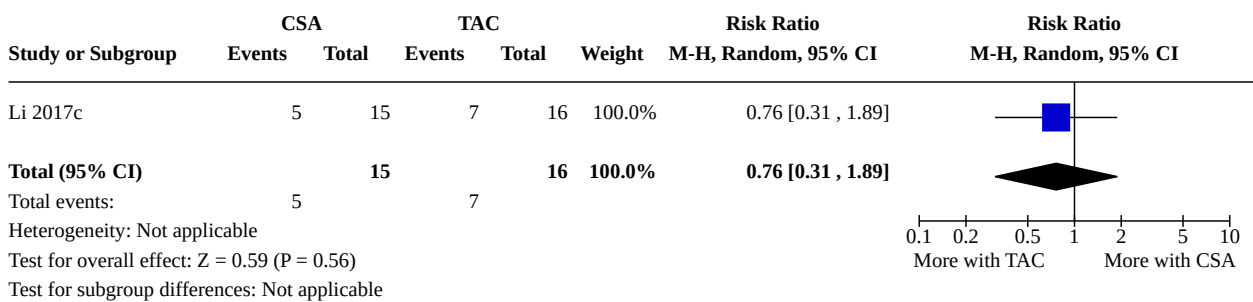 CSA TAC Risk Ratio Risk Ratio
Study or Subgroup Events Total Events Total Weight M-H, Random, 95% CI M-H, Random, 95% CI
Li 2017c 5 15 7 16 100.0% 0.76 [0.31 , 1.89]
Total (95% CI) 15 16 100.0% 0.76 [0.31 , 1.89]
Total events: 5 7
Heterogeneity: Not applicable
0.1 0.2 0.5 1 2 5 10
Test for overall effect: Z = 0.59 (P = 0.56)
More with TAC More with CSA
Test for subgroup differences: Not applicable